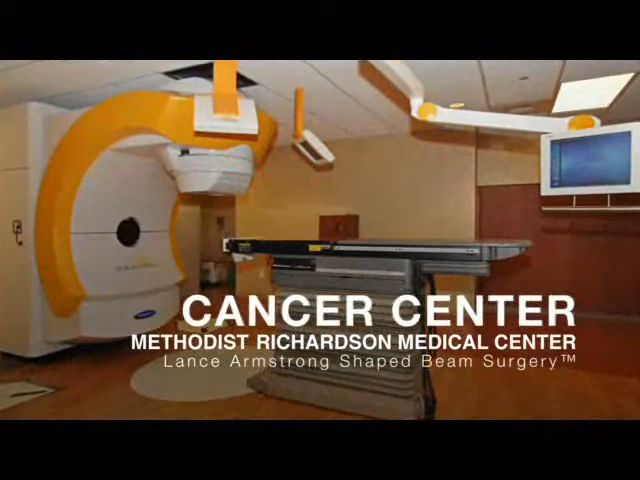 CANCER CENTER
METHODIST RICHARDSON MEDICAL CENTER
Lance Armstrong Shaped Beam Surgery™